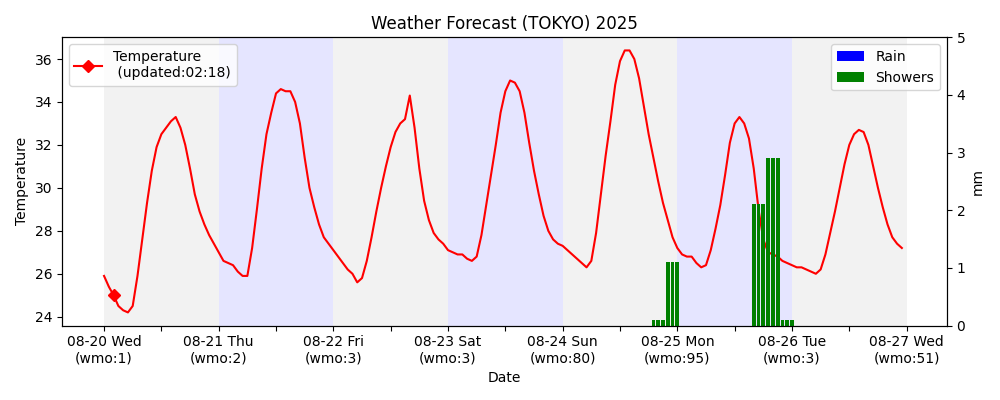 Weather Forecast (TOKYO) 2025
Temperature
(updated:02:18)
Rain
Showers
36
34
32
30
28
26
24
Temperature
5
4
3
2
1
0
mm
08-20 Wed
(wmo:1)
08-21 Thu
(wmo:2)
08-22 Fri
(wmo:3)
08-23 Sat
(wmo:3)
08-24 Sun
(wmo:80)
08-25 Mon
(wmo:95)
08-26 Tue
(wmo:3)
08-27 Wed
(wmo:51)
Date